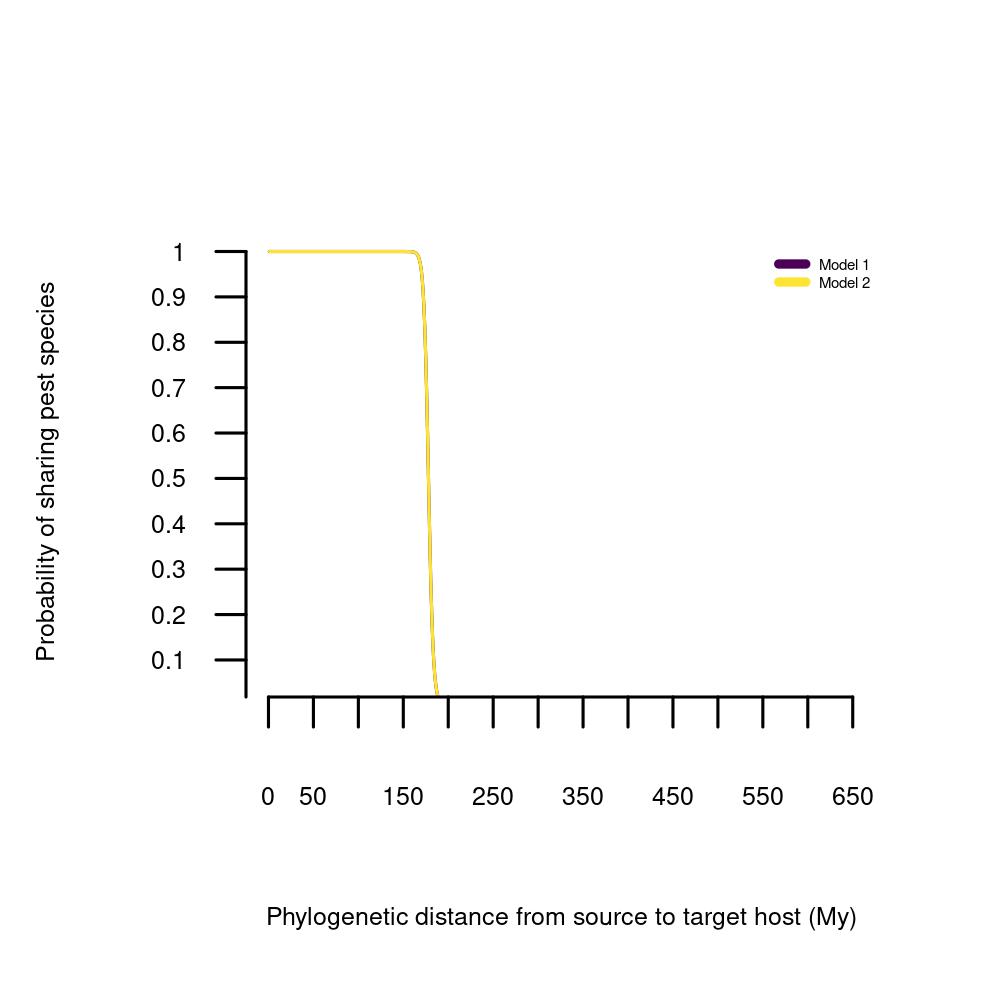 Probability of sharing pest species
1
0.9
0.8
0.7
0.6
0.5
0.4
0.3
0.2
0.1
Model 1
Model 2
0 50 150 250 350 450 550 650
Phylogenetic distance from source to target host (My)